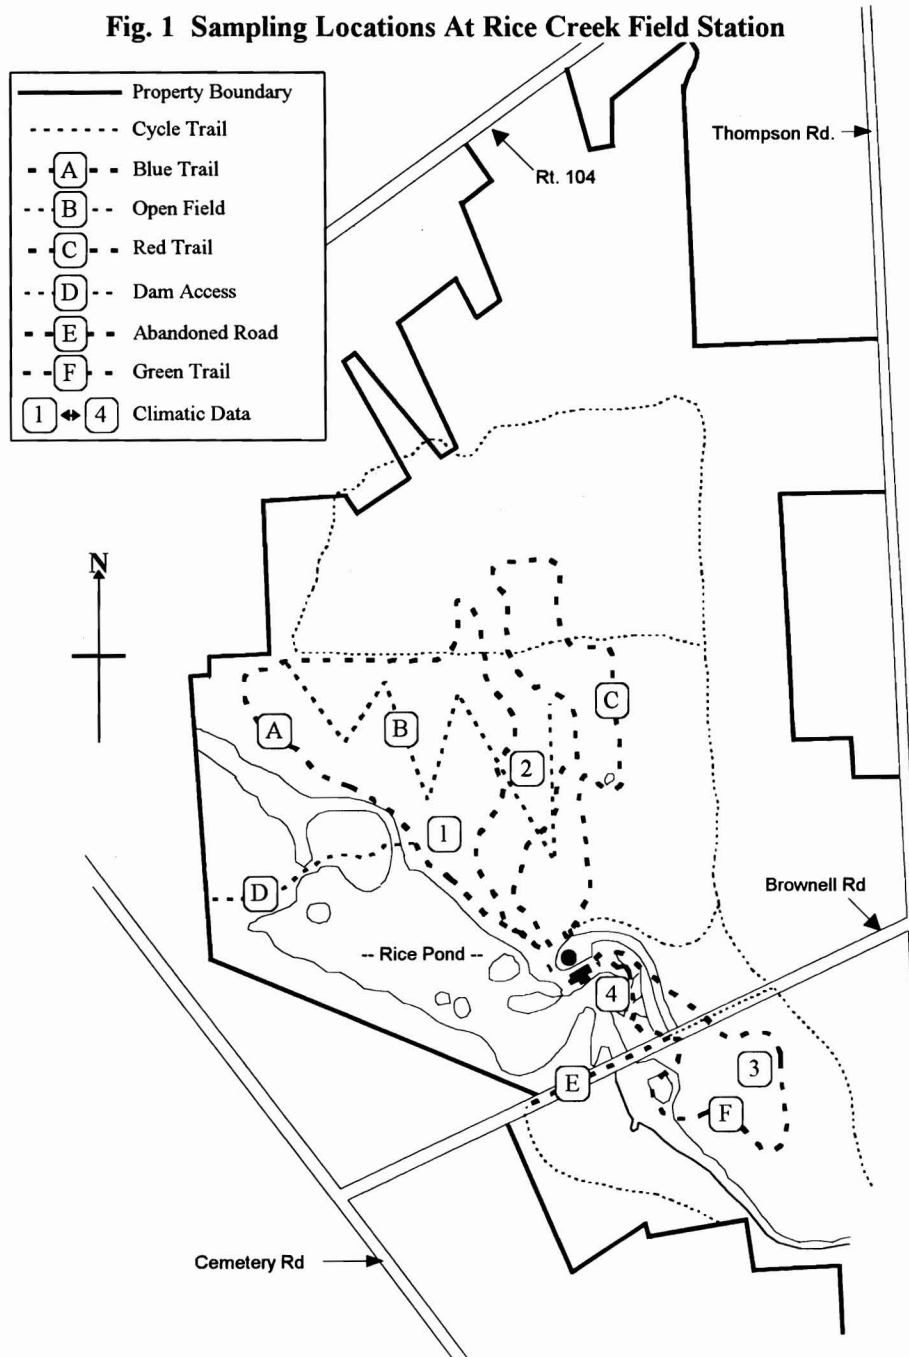 Fig. 1 Sampling Locations At Rice Creek Field Station
Property Boundary
Cycle Trail
A Blue Trail
B Open Field
C Red Trail
D Dam Access
E Abandoned Road
F Green Trail
1 4 Climatic Data
Thompson Rd.
Rt. 104
N
C
A
B
2
1
D
Brownell Rd
-- Rice Pond --
4
3
E
F
Cemetery Rd